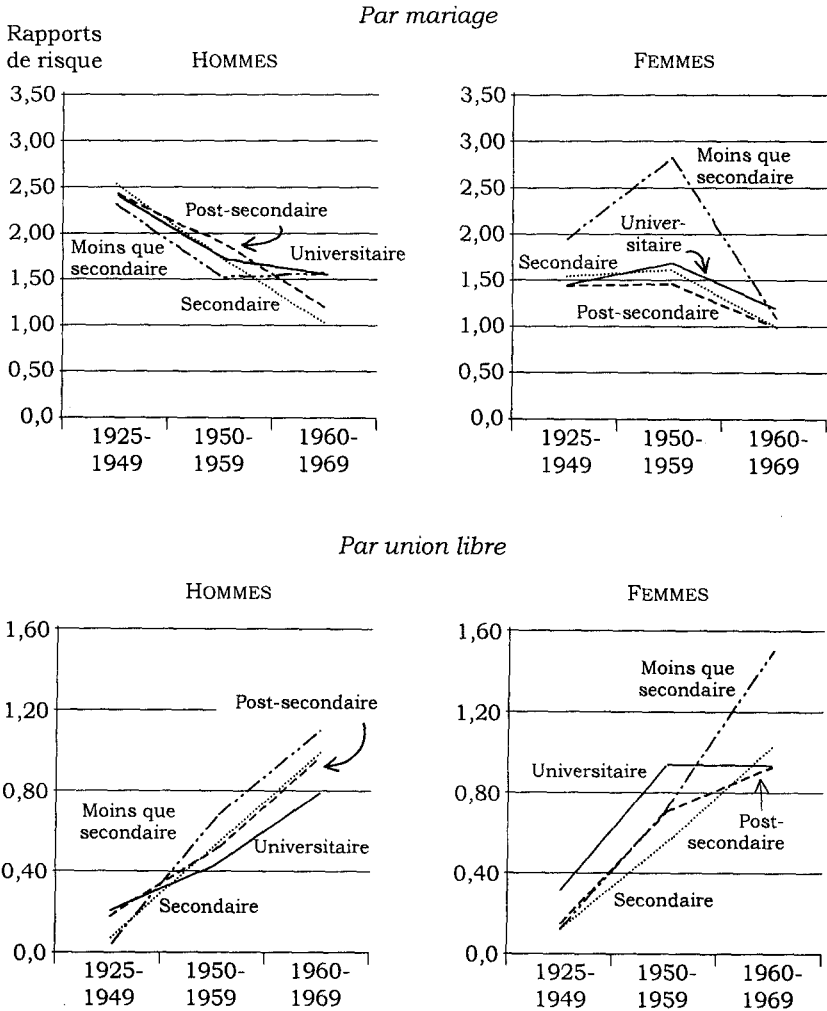 Par mariage
Rapports
de risque
HOMMES
3,50
3,00
2,50
2,00
1,50
1,00
0,50
0,0
Post-secondaire
Moins que
secondaire
Universitaire
Secondaire
1925-
1949
1950-
1959
1960-
1969
FEMMES
3,50
3,00
2,50
2,00
1,50
1,00
0,50
0,0
Moins que
secondaire
Univer-
sitaire
Secondaire
Post-secondaire
1925-
1949
1950-
1959
1960-
1969
Par union libre
HOMMES
1,60
1,20
0,80
0,40
0,0
Post-secondaire
Moins que
secondaire
Universitaire
Secondaire
1925-
1949
1950-
1959
1960-
1969
FEMMES
1,60
1,20
0,80
0,40
0,0
Moins que
secondaire
Universitaire
Post-
secondaire
Secondaire
1925-
1949
1950-
1959
1960-
1969